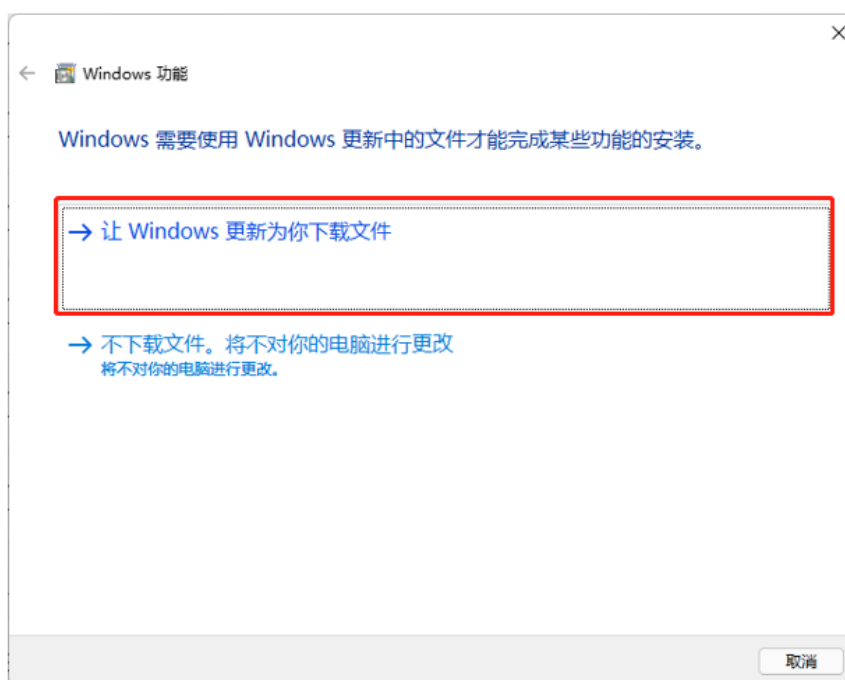 Windows 功能
Windows 需要使用 Windows 更新中的文件才能完成某些功能的安装。
让 Windows 更新为你下载文件
不下载文件。将不对你的电脑进行更改
将不对你的电脑进行更改。
取消